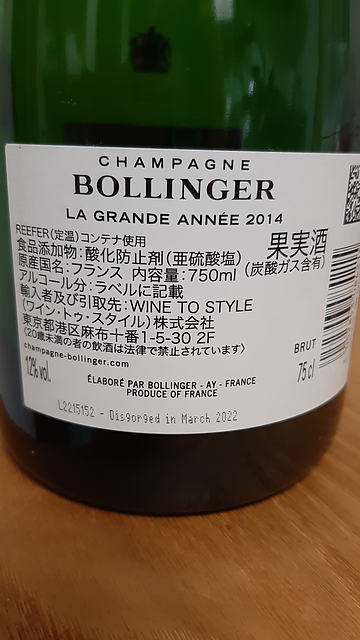 CHAMPAGNE
BOLLINGER
LA GRANDE ANNÉE 2014
REEFER(定温)コンテナ使用
果実酒
食品添加物:酸化防止剤(亜硫酸塩)
(炭酸ガス含有)
原産国名:フランス 内容量:750ml
アルコール分:ラベルに記載
輸入者及び引取先:WINE TO STYLE
(ワイン・トゥ・スタイル)株式会社
東京都港区麻布十番1-5-30 2F
〈20歳未満の者の飲酒は法律で禁止されています〉
champagne-bollinger.com
BRUT
12% vol.
75 cl
ÉLABORÉ PAR BOLLINGER - AY - FRANCE
PRODUCE OF FRANCE
L2215152 - Disgorged in March 2022